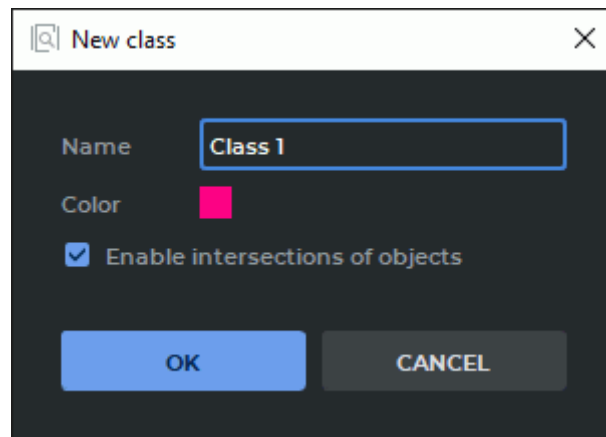 New class
Name
Class 1
Color
Enable intersections of objects
OK
CANCEL